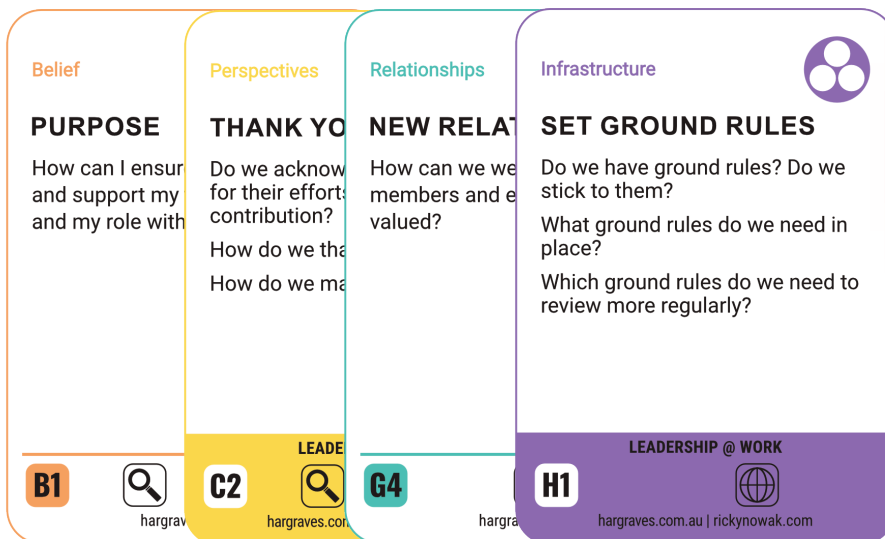 Belief
PURPOSE
How can I ensur
and support my
and my role with
B1
hargrav
Perspectives
THANK YO
Do we acknow
for their efforts
contribution?
How do we tha
How do we ma
LEADE
C2
hargraves.con
Relationships
NEW RELAT
How can we we
members and e
valued?
G4
hargra
Infrastructure
SET GROUND RULES
Do we have ground rules? Do we
stick to them?
What ground rules do we need in
place?
Which ground rules do we need to
review more regularly?
LEADERSHIP @ WORK
H1
hargraves.com.au | rickynowak.com